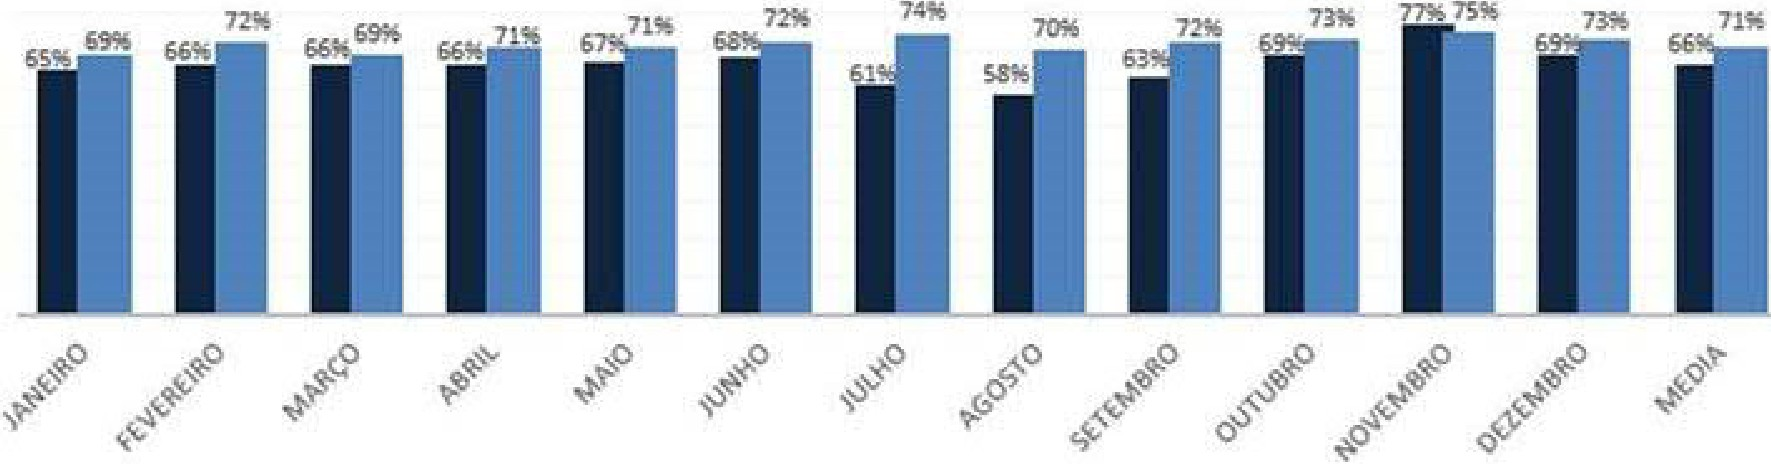 65% 69% 66% 72% 66% 69% 66% 71% 67% 71% 68% 72% 61% 74% 58% 70% 63% 72% 69% 73% 77% 75% 69% 73% 66% 71%
JANEIRO FEVEREIRO MARÇO ABRIL MAIO JUNHO JULHO AGOSTO SETEMBRO OUTUBRO NOVEMBRO DEZEMBRO MEDIA